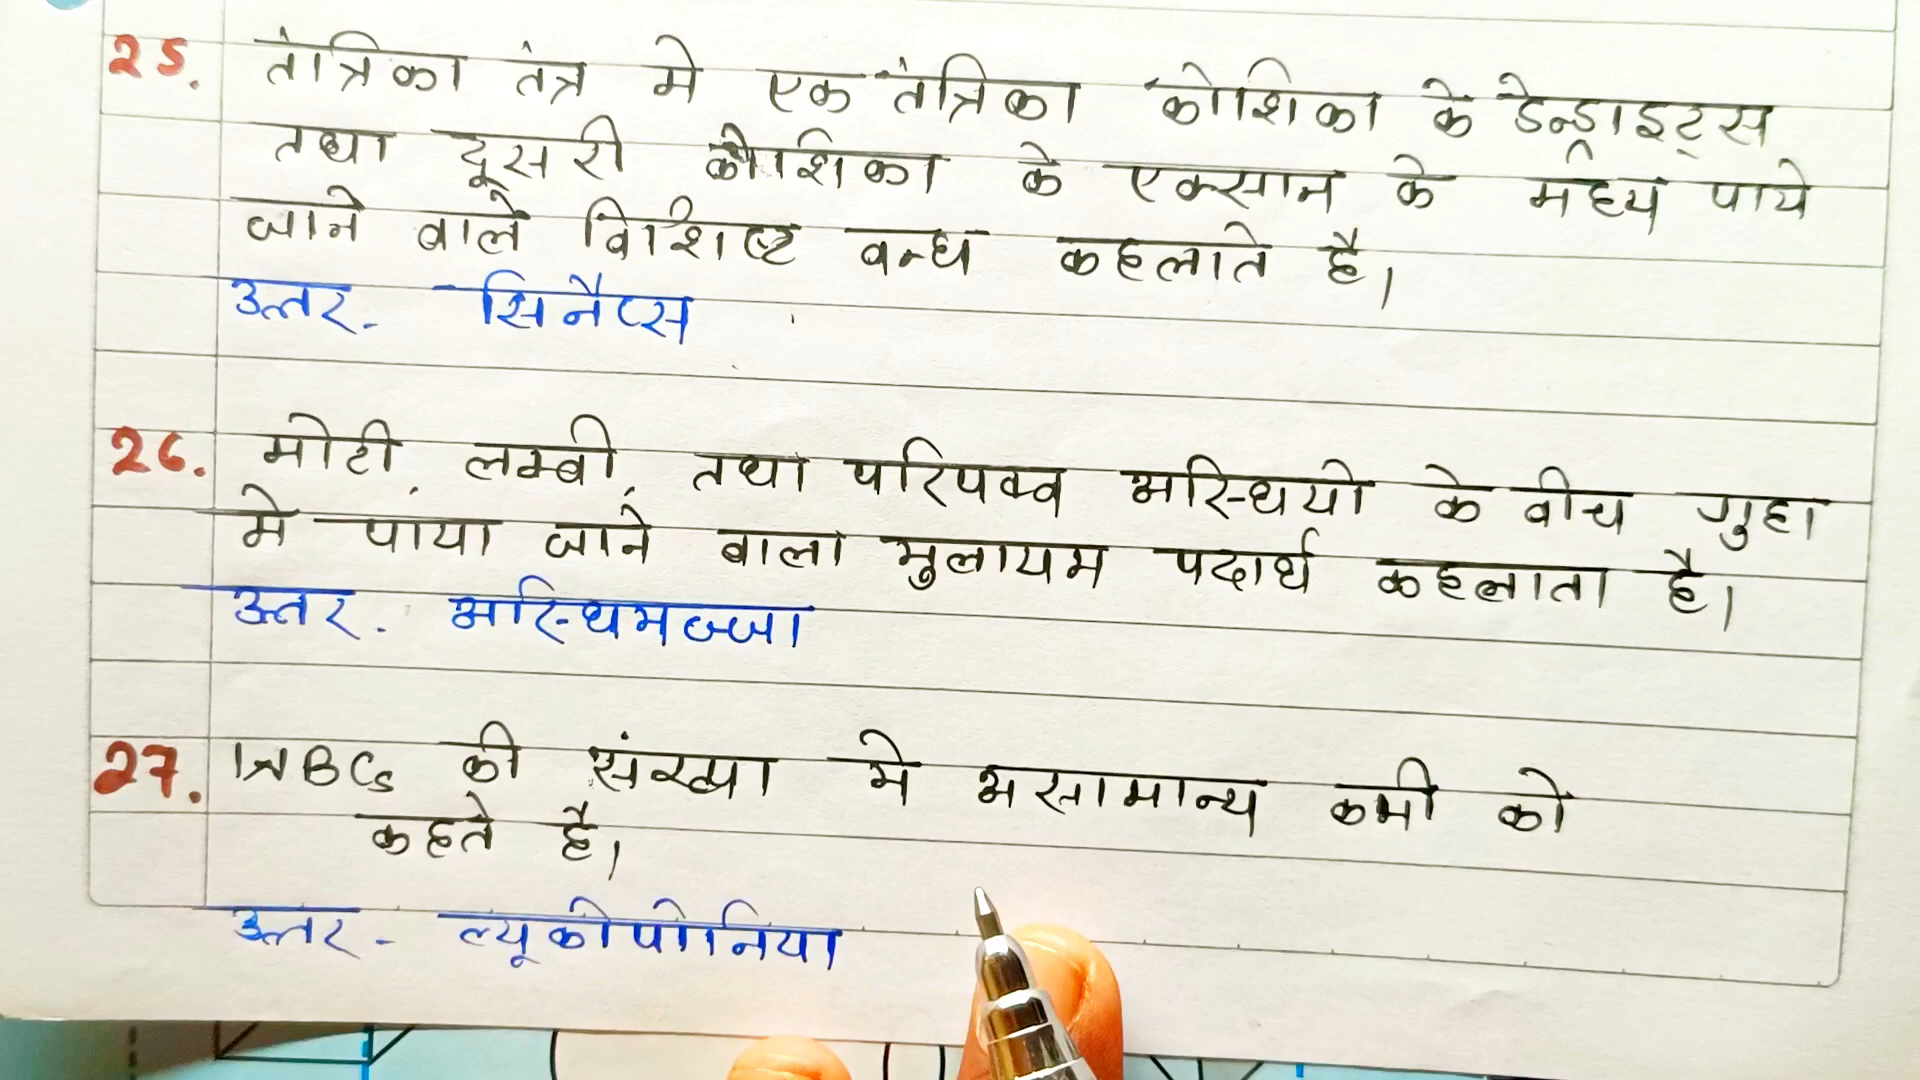 25. तंत्रिका तंत्र मे एक तंत्रिका कोशिका के डेन्ड्राइट्स
तथा दूसरी कोशिका के एक्सान के मध्य पाये
जाने वाले विशिष्ट बन्ध कहलाते है।
उत्तर- सिनैप्स
26. मोटी, लम्बी, तथा परिपक्व अस्थियो के बीच गुहा
मे पाया जाने वाला मुलायम पदार्थ कहलाता है।
उत्तर. अस्थिमज्जा
27. WBCs की संख्या मे असामान्य कमी को
कहते है।
उत्तर- ल्यूकोपोनिया